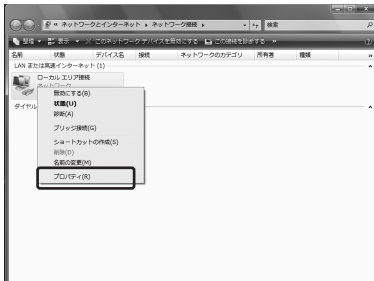 « ネットワークとインターネット ▸ ネットワーク接続 ▸ 検索
整理 表示 このネットワーク デバイスを無効にする この接続を診断する »
名前 状態 デバイス名 接続 ネットワークのカテゴリ 所有者 種類 »
LAN または高速インターネット (1)
ローカル エリア接続
ネットワーク
ダイヤル
無効にする(B)
状態(U)
診断(A)
ブリッジ接続(G)
ショートカットの作成(S)
削除(D)
名前の変更(M)
プロパティ(R)